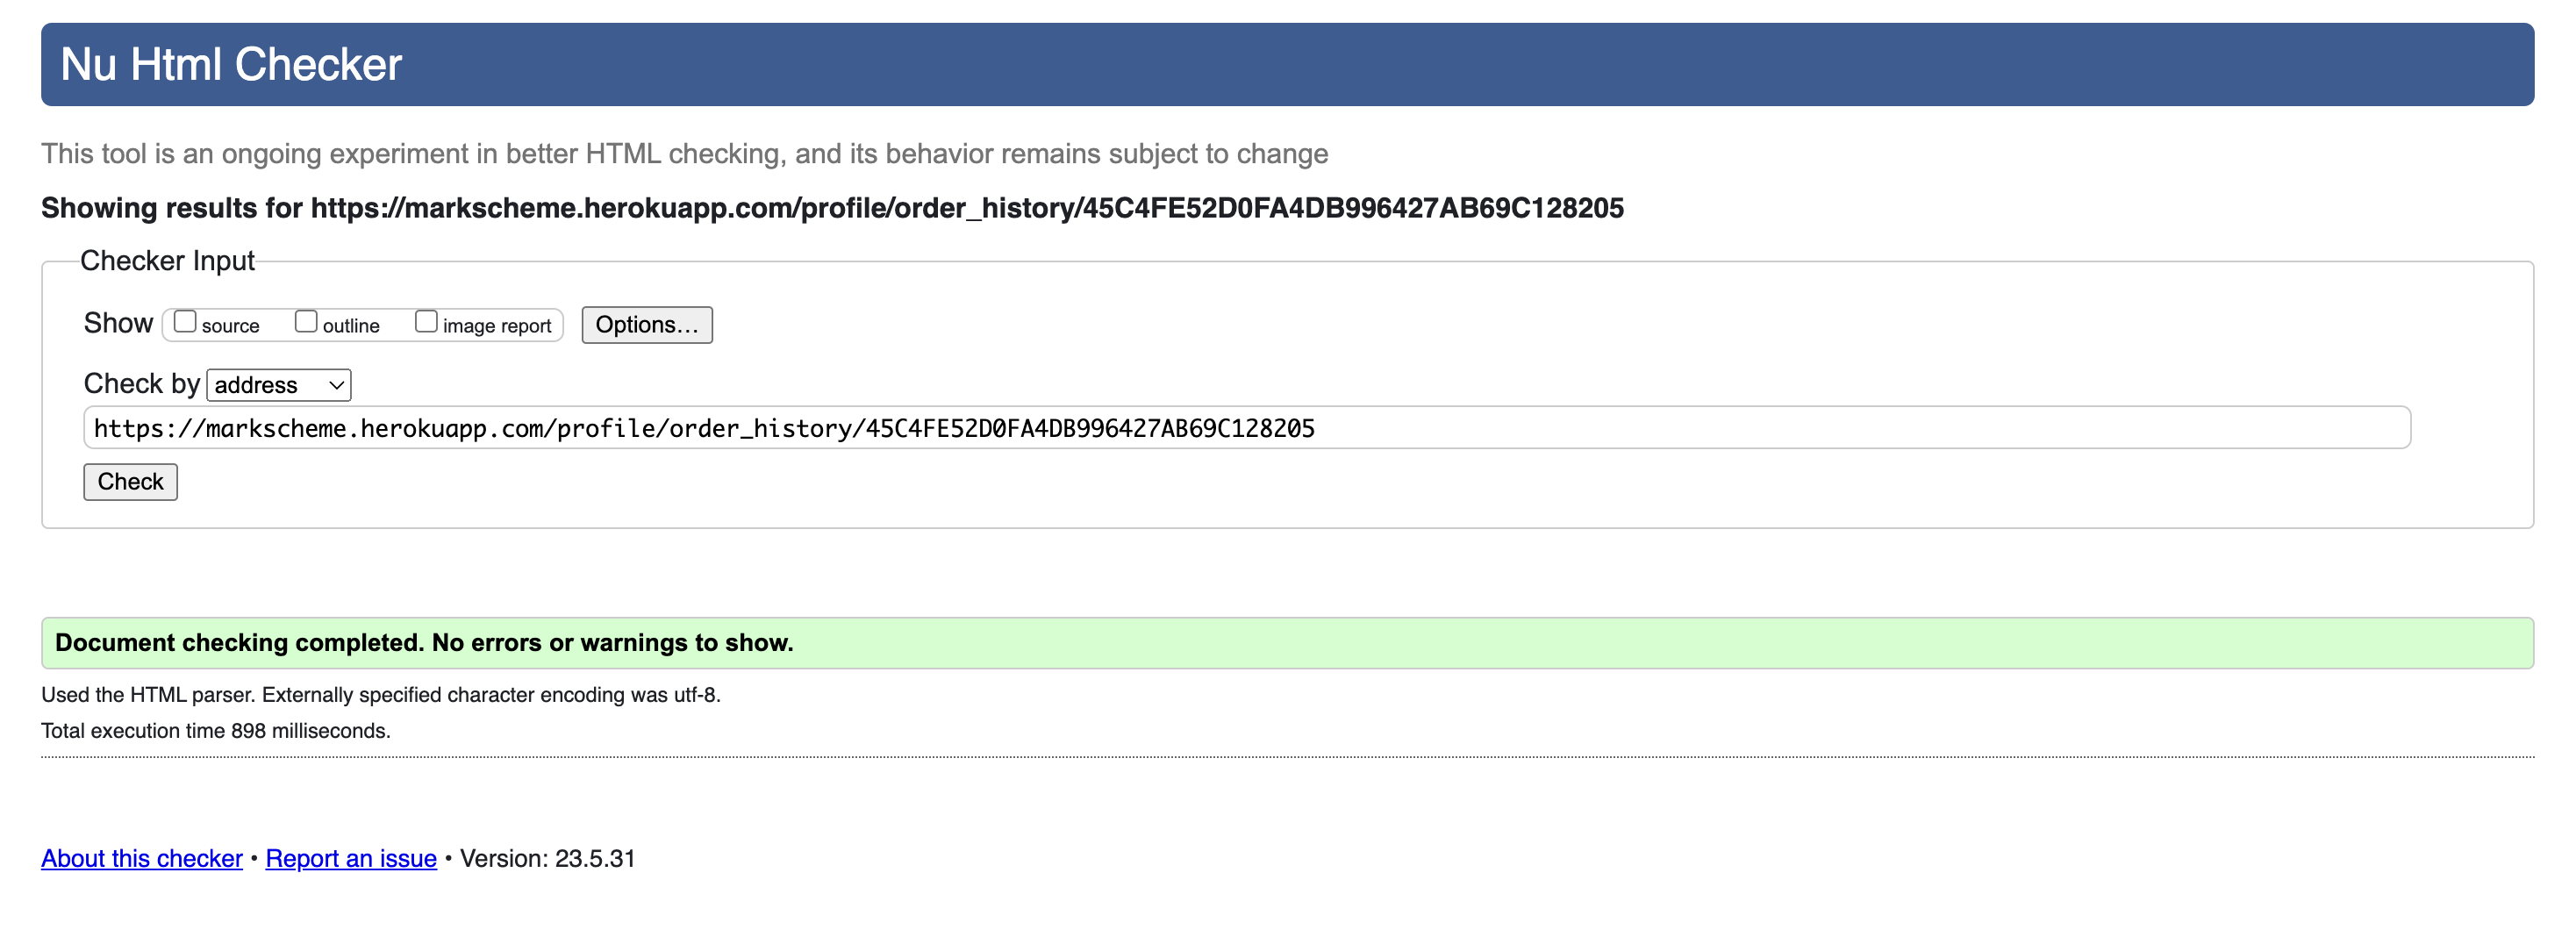 Nu Html Checker
This tool is an ongoing experiment in better HTML checking, and its behavior remains subject to change
Showing results for https://markscheme.herokuapp.com/profile/order_history/45C4FE52D0FA4DB996427AB69C128205
Checker Input
Show source outline image report Options...
Check by address
https://markscheme.herokuapp.com/profile/order_history/45C4FE52D0FA4DB996427AB69C128205
Check
Document checking completed. No errors or warnings to show.
Used the HTML parser. Externally specified character encoding was utf-8.
Total execution time 898 milliseconds.
About this checker • Report an issue • Version: 23.5.31